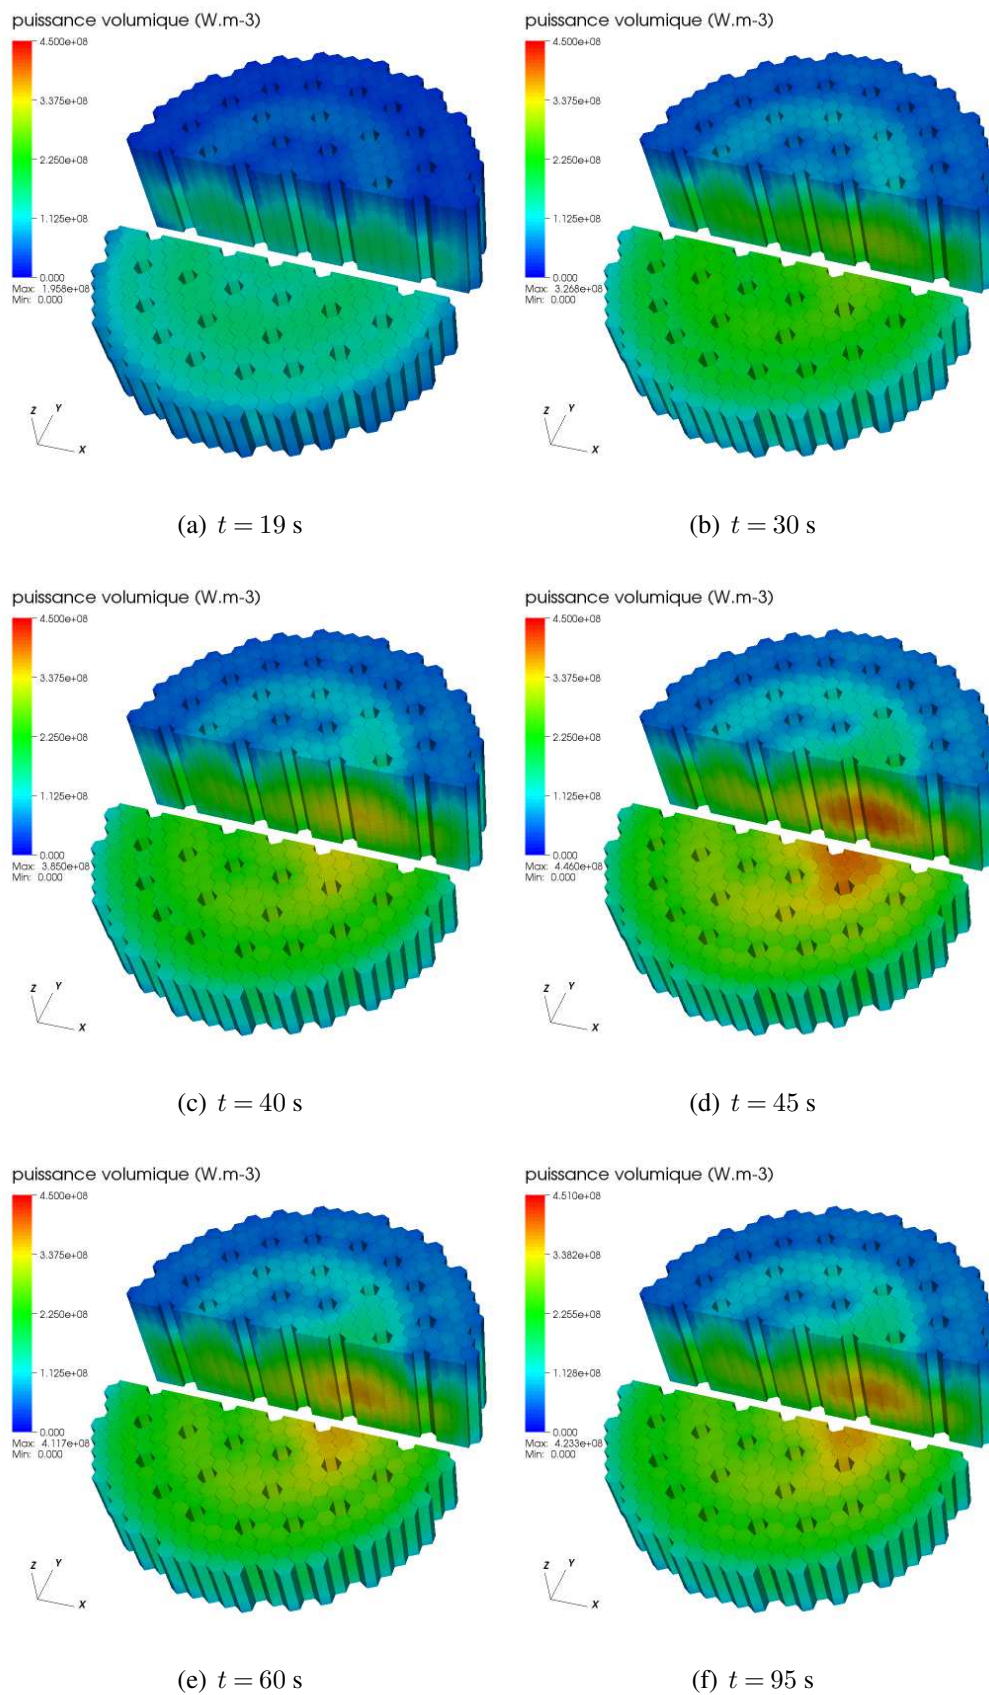 puissance volumique (W.m-3)
4.500e+08
3.375e+08
2.250e+08
1.125e+08
0.000
Max: 1.958e+08
Min: 0.000
Z Y X
(a) t = 19 s
puissance volumique (W.m-3)
4.500e+08
3.375e+08
2.250e+08
1.125e+08
0.000
Max: 3.268e+08
Min: 0.000
Z Y X
(b) t = 30 s
puissance volumique (W.m-3)
4.500e+08
3.375e+08
2.250e+08
1.125e+08
0.000
Max: 3.850e+08
Min: 0.000
Z Y X
(c) t = 40 s
puissance volumique (W.m-3)
4.500e+08
3.375e+08
2.250e+08
1.125e+08
0.000
Max: 4.460e+08
Min: 0.000
Z Y X
(d) t = 45 s
puissance volumique (W.m-3)
4.500e+08
3.375e+08
2.250e+08
1.125e+08
0.000
Max: 4.117e+08
Min: 0.000
Z Y X
(e) t = 60 s
puissance volumique (W.m-3)
4.510e+08
3.382e+08
2.255e+08
1.128e+08
0.000
Max: 4.233e+08
Min: 0.000
Z Y X
(f) t = 95 s